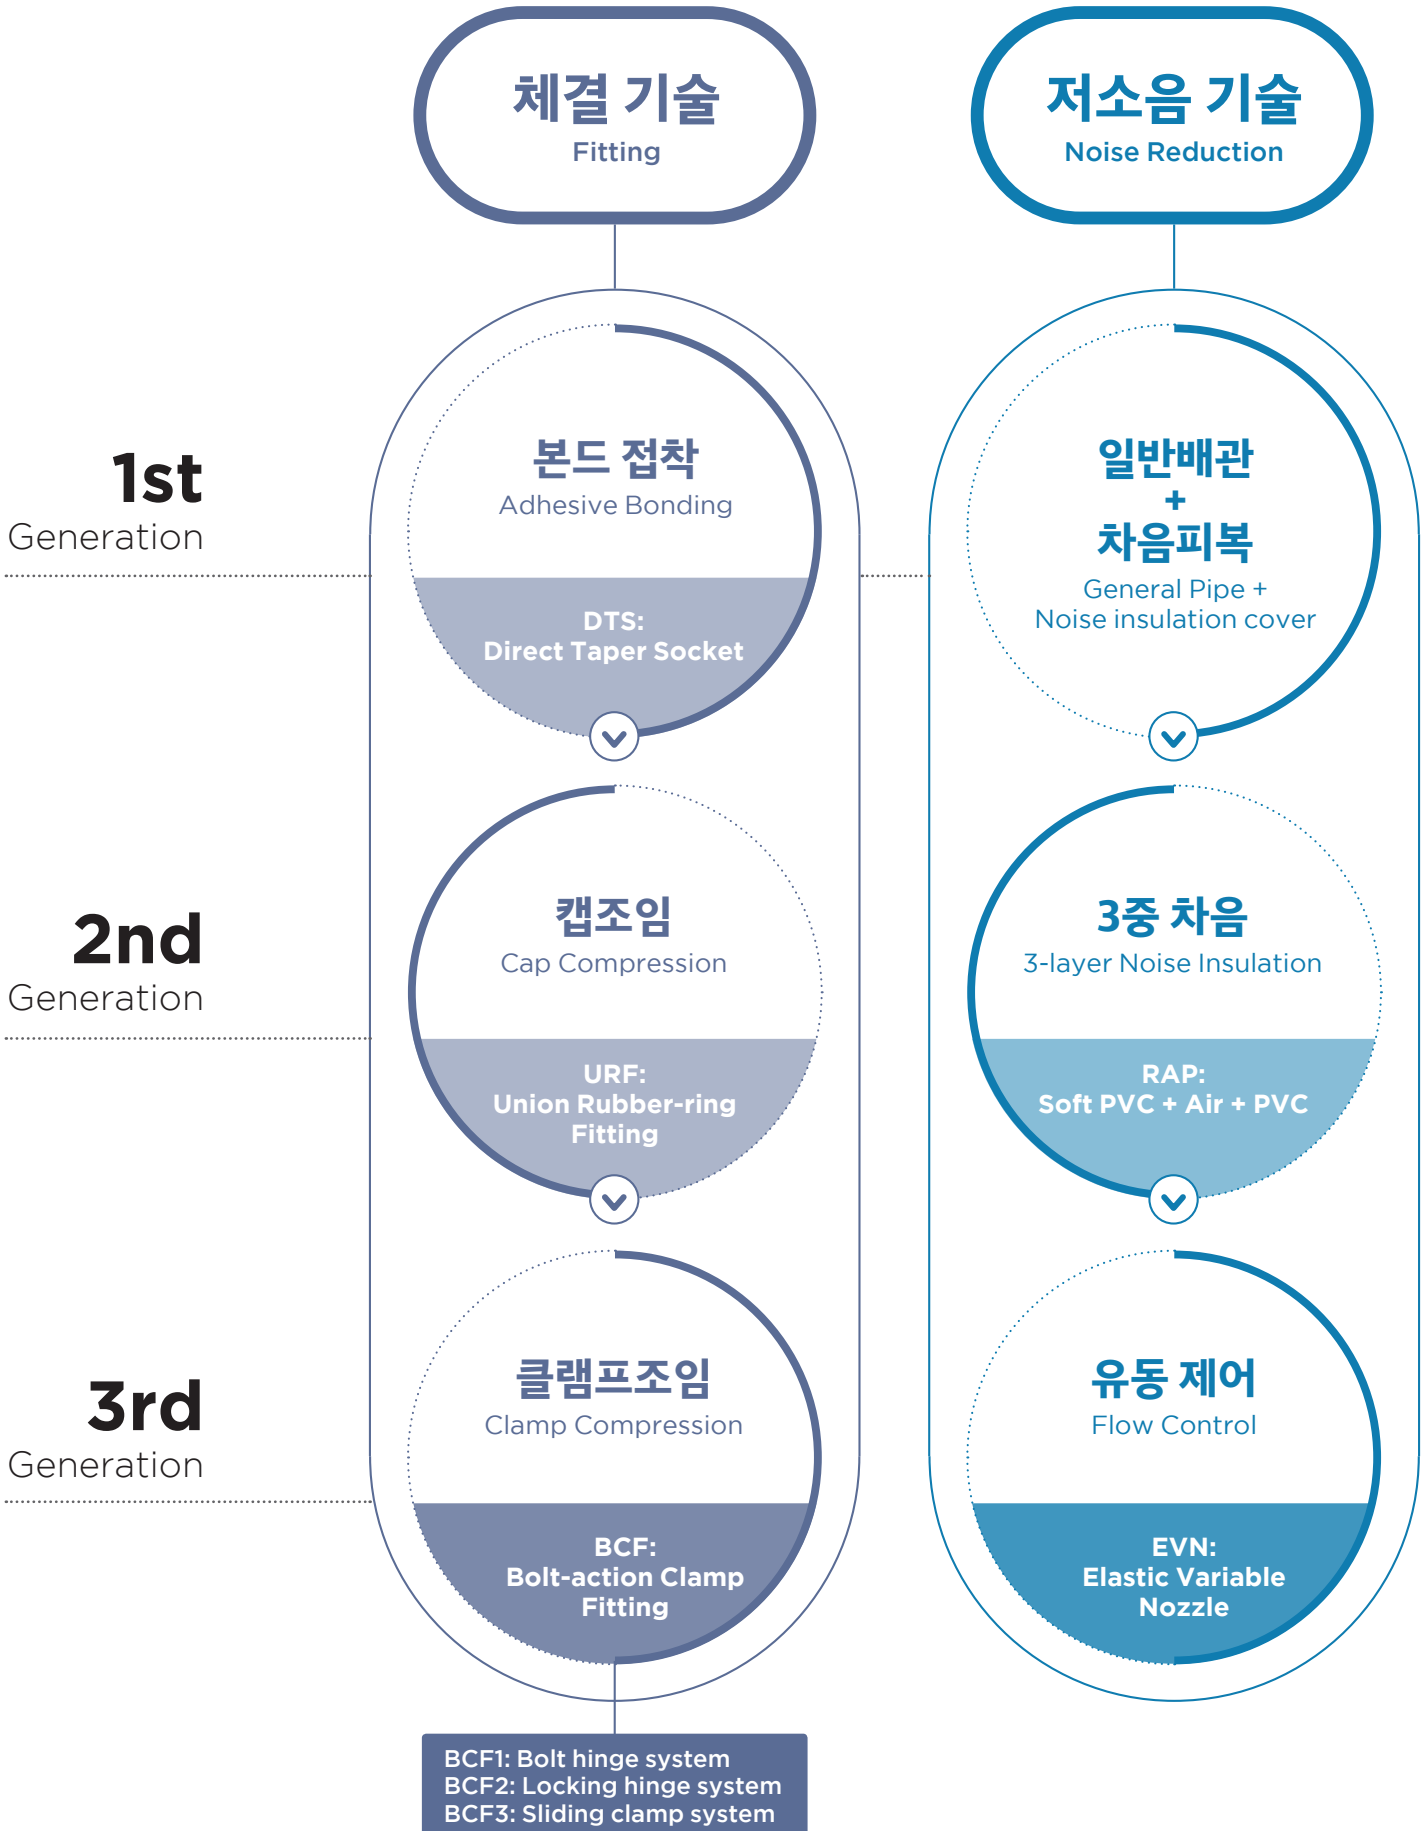 체결 기술
Fitting
저소음 기술
Noise Reduction
1st
Generation
본드 접착
Adhesive Bonding
DTS:
Direct Taper Socket
일반배관
+
차음피복
General Pipe +
Noise insulation cover
2nd
Generation
캡조임
Cap Compression
URF:
Union Rubber-ring
Fitting
3중 차음
3-layer Noise Insulation
RAP:
Soft PVC + Air + PVC
3rd
Generation
클램프조임
Clamp Compression
BCF:
Bolt-action Clamp
Fitting
유동 제어
Flow Control
EVN:
Elastic Variable
Nozzle
BCF1: Bolt hinge system
BCF2: Locking hinge system
BCF3: Sliding clamp system